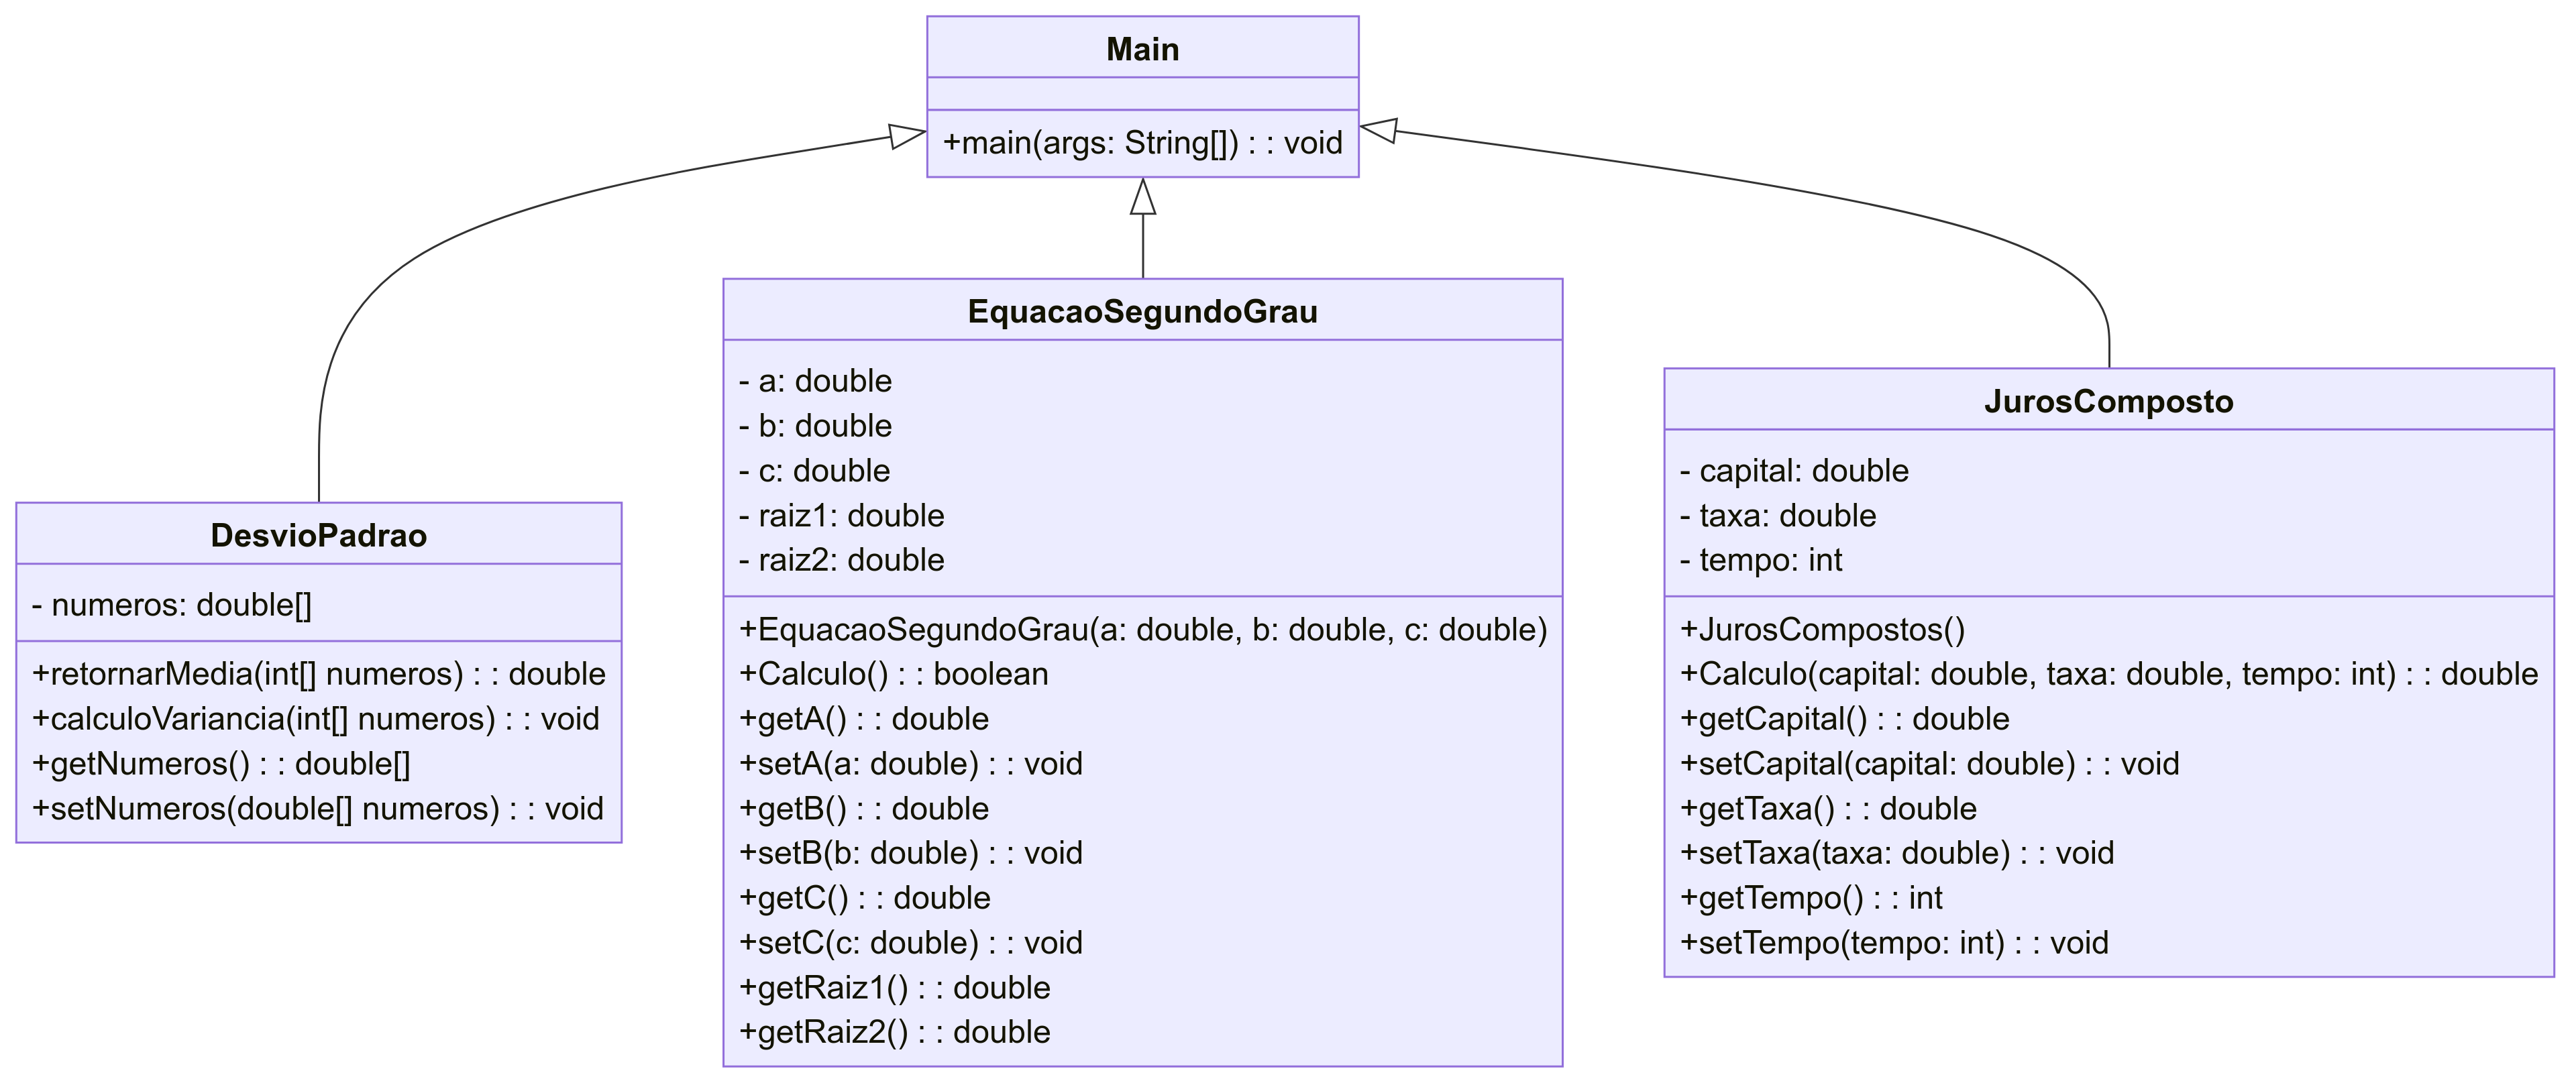 Main
+main(args: String[]) : : void
DesvioPadrao
- numeros: double[]
+retornarMedia(int[] numeros) : : double
+calculoVariancia(int[] numeros) : : void
+getNumeros() : : double[]
+setNumeros(double[] numeros) : : void
EquacaoSegundoGrau
- a: double
- b: double
- c: double
- raiz1: double
- raiz2: double
+EquacaoSegundoGrau(a: double, b: double, c: double)
+Calculo() : : boolean
+getA() : : double
+setA(a: double) : : void
+getB() : : double
+setB(b: double) : : void
+getC() : : double
+setC(c: double) : : void
+getRaiz1() : : double
+getRaiz2() : : double
JurosComposto
- capital: double
- taxa: double
- tempo: int
+JurosCompostos()
+Calculo(capital: double, taxa: double, tempo: int) : : double
+getCapital() : : double
+setCapital(capital: double) : : void
+getTaxa() : : double
+setTaxa(taxa: double) : : void
+getTempo() : : int
+setTempo(tempo: int) : : void